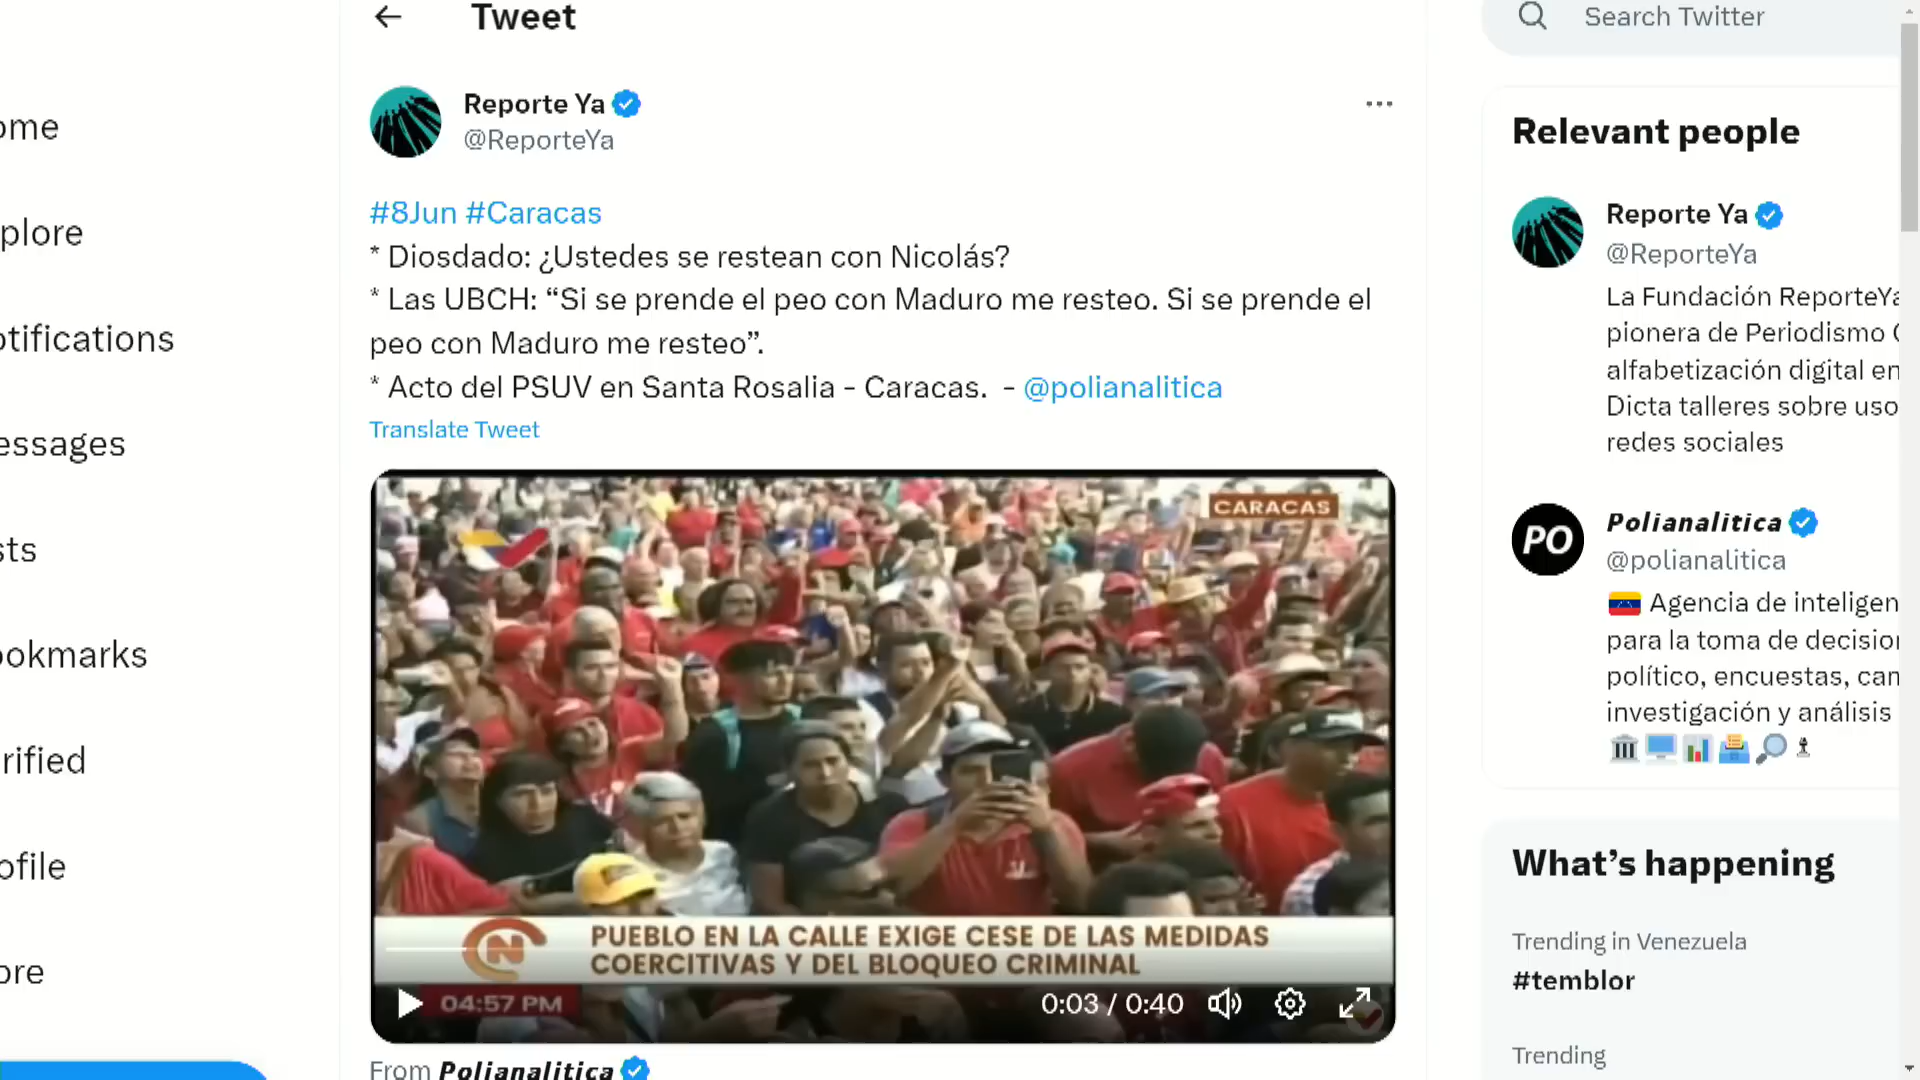 Tweet
Search Twitter
ome
plore
otifications
essages
sts
ookmarks
rified
ofile
ore
Reporte Ya
@ReporteYa
#8Jun #Caracas
* Diosdado: ¿Ustedes se restean con Nicolás?
* Las UBCH: “Si se prende el peo con Maduro me resteo. Si se prende el
peo con Maduro me resteo”.
* Acto del PSUV en Santa Rosalia - Caracas.  - @polianalitica
Translate Tweet
CARACAS
N
PUEBLO EN LA CALLE EXIGE CESE DE LAS MEDIDAS
COERCITIVAS Y DEL BLOQUEO CRIMINAL
04:57 PM
0:03 / 0:40
From Polianalitica
Relevant people
Reporte Ya
@ReporteYa
La Fundación ReporteYa
pionera de Periodismo C
alfabetización digital en
Dicta talleres sobre uso
redes sociales
PO
Polianalitica
@polianalitica
Agencia de inteligen
para la toma de decision
político, encuestas, cam
investigación y análisis
What’s happening
Trending in Venezuela
#temblor
Trending